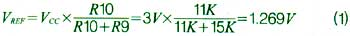 V_REF = V_CC × R10 / (R10+R9) = 3V × 11K / (11K+15K) = 1.269V (1)